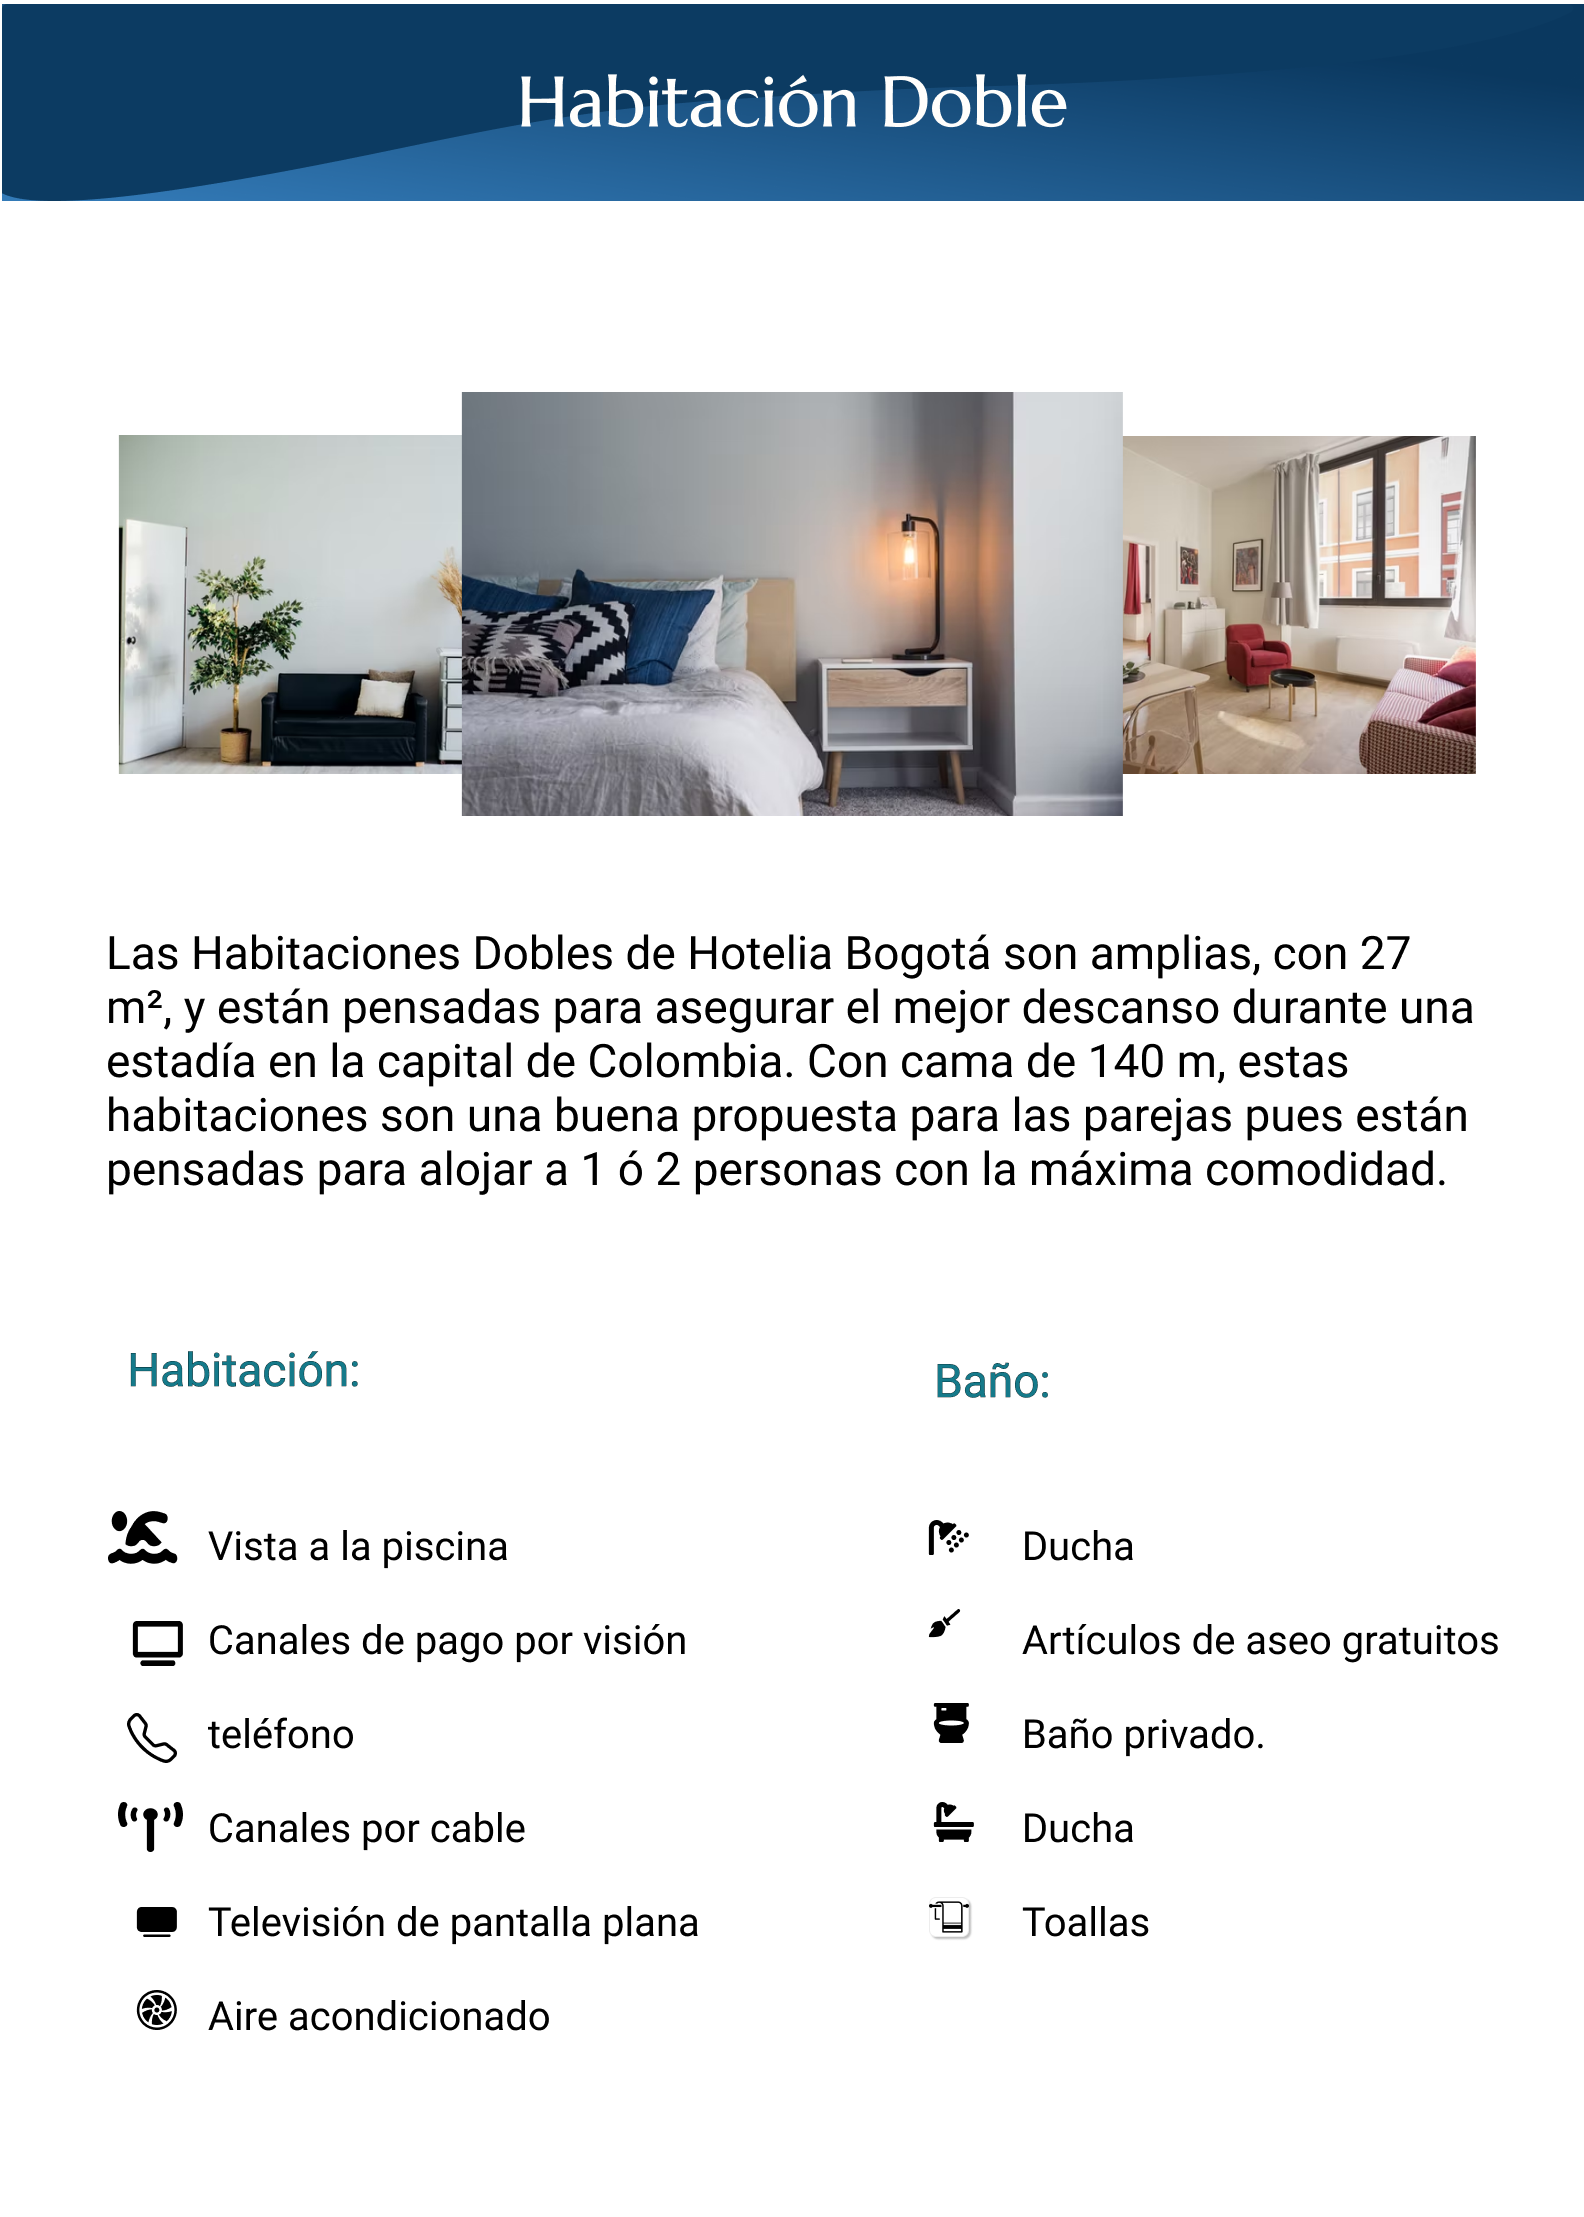 Habitación Doble
Las Habitaciones Dobles de Hotelia Bogotá son amplias, con 27
m², y están pensadas para asegurar el mejor descanso durante una
estadía en la capital de Colombia. Con cama de 140 m, estas
habitaciones son una buena propuesta para las parejas pues están
pensadas para alojar a 1 ó 2 personas con la máxima comodidad.
Habitación:
Vista a la piscina
Canales de pago por visión
teléfono
Canales por cable
Televisión de pantalla plana
Aire acondicionado
Baño:
Ducha
Artículos de aseo gratuitos
Baño privado.
Ducha
Toallas